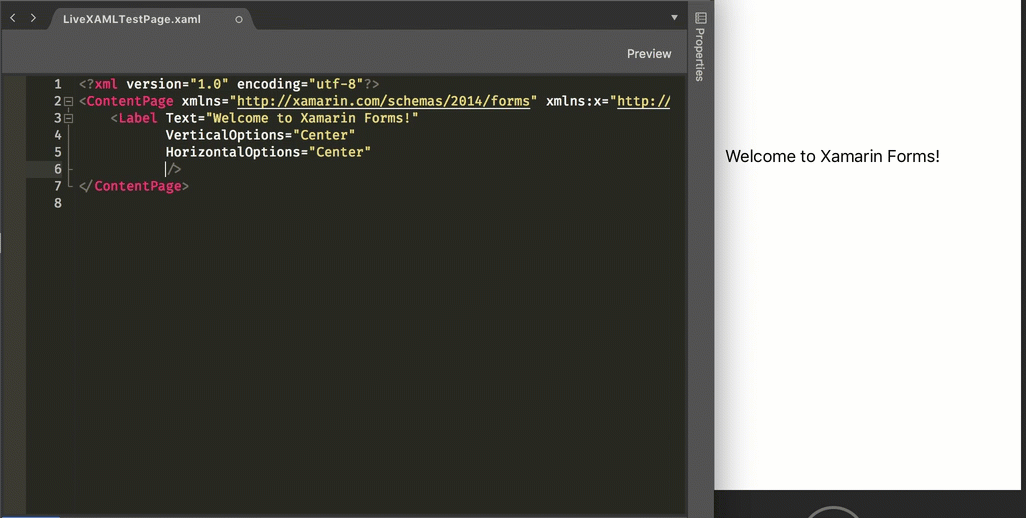 LiveXAMLTestPage.xaml
Preview
Properties
1 <?xml version="1.0" encoding="utf-8"?>
2 <ContentPage xmlns="http://xamarin.com/schemas/2014/forms" xmlns:x="http://
3 <Label Text="Welcome to Xamarin Forms!"
4 VerticalOptions="Center"
5 HorizontalOptions="Center"
6 />
7 </ContentPage>
8
Welcome to Xamarin Forms!